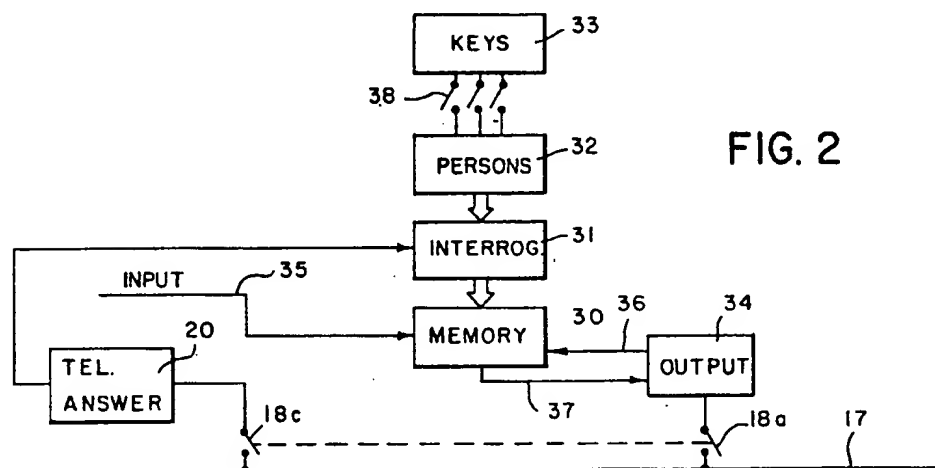 KEYS
33
38
PERSONS
32
FIG. 2
INTERROG.
31
INPUT
35
MEMORY
30
36
34
OUTPUT
37
20
TEL.
ANSWER
18c
18a
17